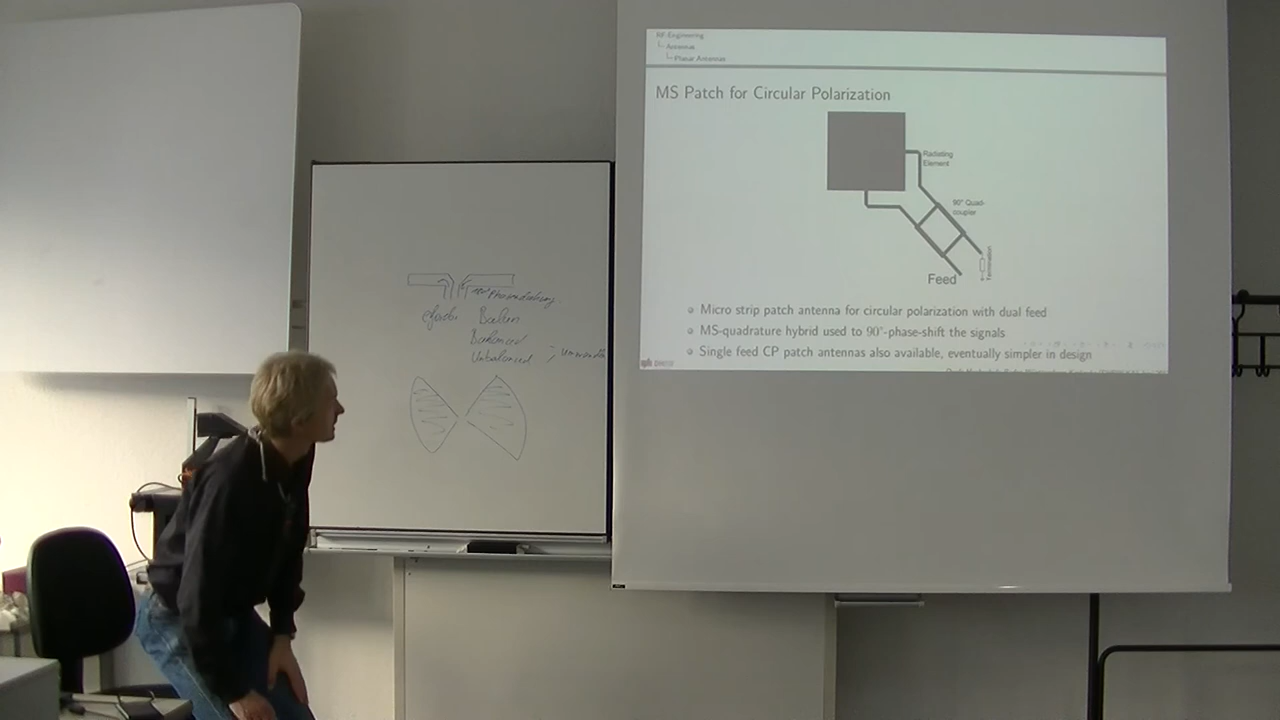 RF Engineering
Antennas
Planar Antennas
MS Patch for Circular Polarization
Radiating
Element
90° Quad-
coupler
Termination
Feed
Micro strip patch antenna for circular polarization with dual feed
MS-quadrature hybrid used to 90°-phase-shift the signals
Single feed CP patch antennas also available, eventually simpler in design
Balun
Balanced
Unbalanced